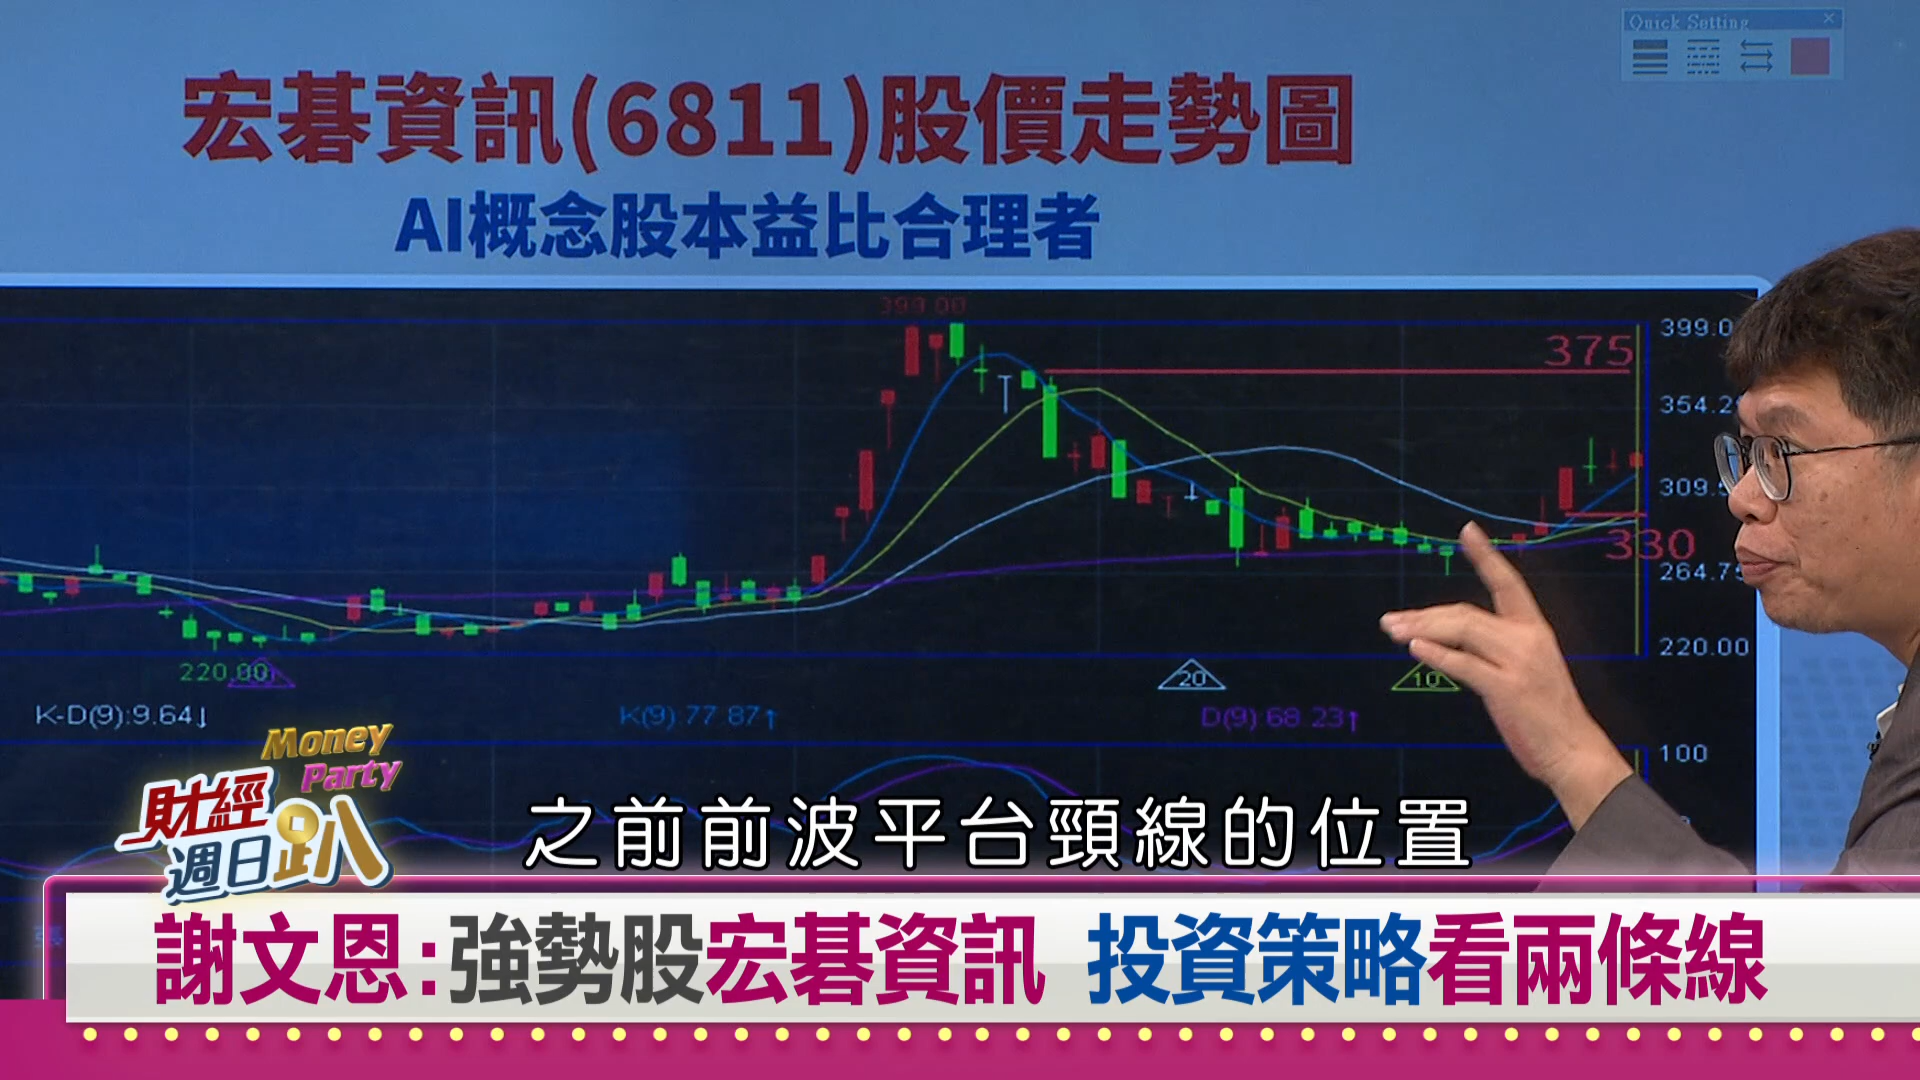 Quick Setting
宏碁資訊(6811)股價走勢圖
AI概念股本益比合理者
399.00
399.0
375
354.2
309.5
330
264.7
220.00
220.00
20
10
K-D(9):9.64↓
K(9):77.87↑
D(9):68.23↑
100
Money
Party
財經
週日趴
之前前波平台頸線的位置
謝文恩:強勢股宏碁資訊 投資策略看兩條線